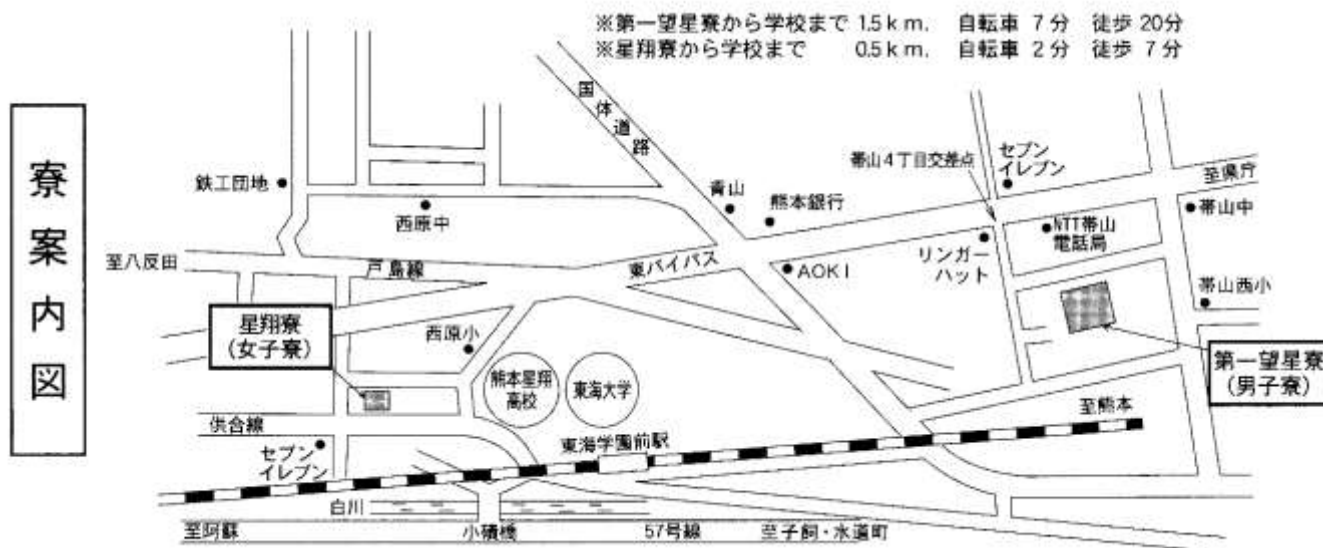 ※第一望星寮から学校まで 1.5km. 自転車 7分 徒歩 20分
※星翔寮から学校まで 0.5km. 自転車 2分 徒歩 7分
寮案内図
国体道路
帯山4丁目交差点
セブン
イレブン
至県庁
鉄工団地
西原中
青山
熊本銀行
帯山中
NTT帯山
電話局
リンガー
ハット
至八反田
戸島線
東バイパス
AOKI
帯山西小
星翔寮
(女子寮)
西原小
熊本星翔
高校
東海大学
第一望星寮
(男子寮)
至熊本
供合線
セブン
イレブン
東海学園前駅
白川
至阿蘇
小磧橋
57号線
至子飼・水道町